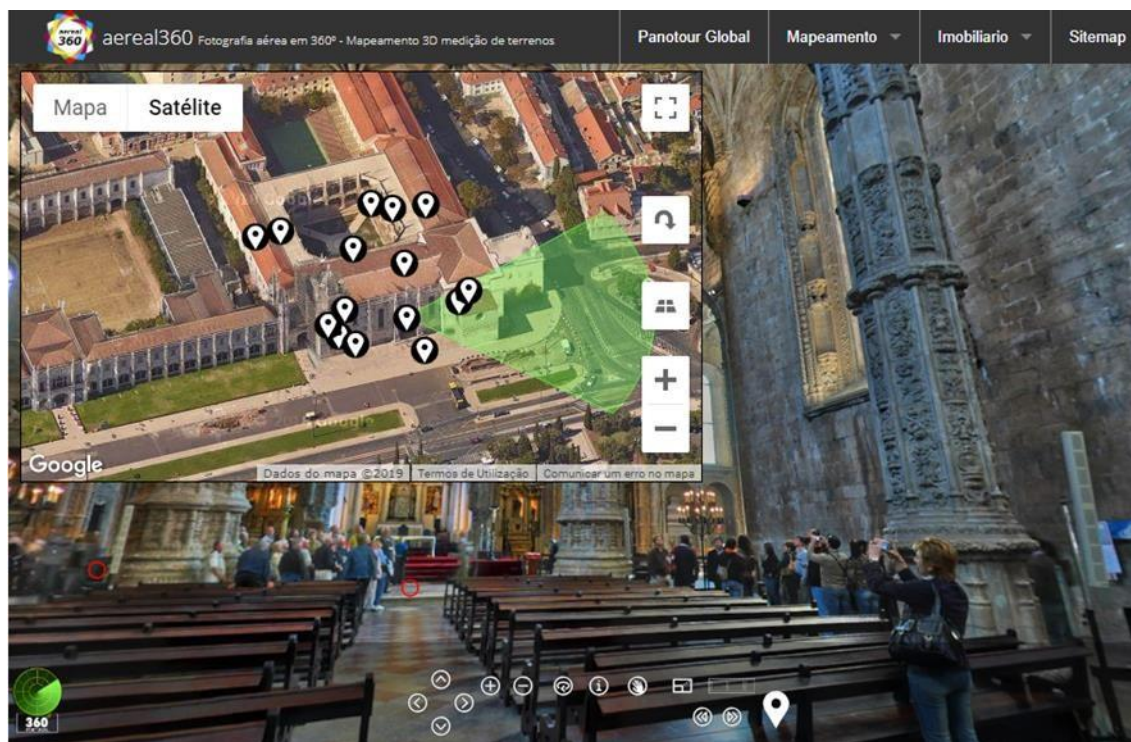 aereal 360
aereal360 Fotografia aérea em 360º - Mapeamento 3D medição de terrenos
Panotour Global
Mapeamento
Imobiliario
Sitemap
Mapa
Satélite
Google
Google
Dados do mapa ©2019
Termos de Utilização
Comunicar um erro no mapa
360